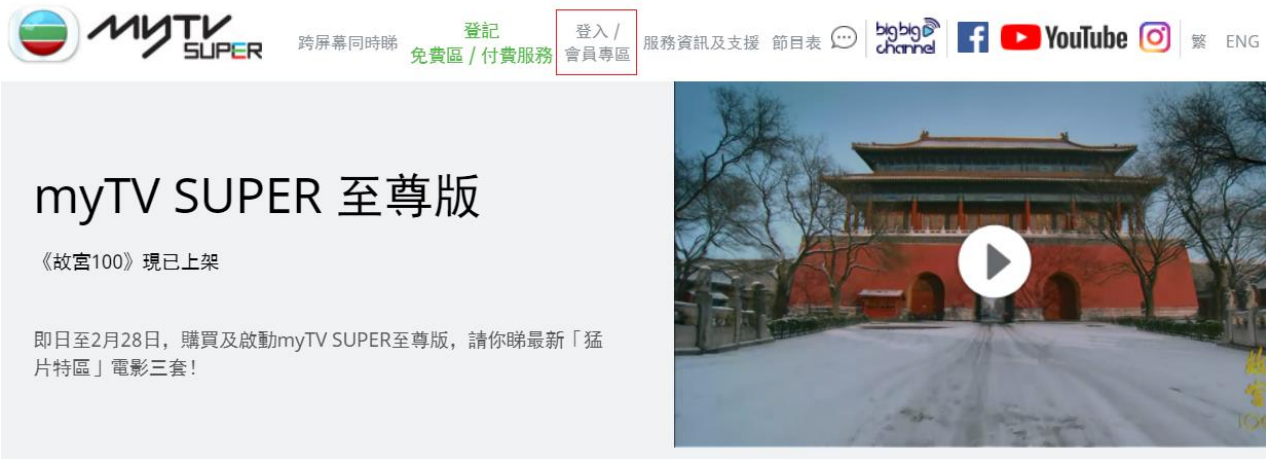 myTV SUPER
跨屏幕同時睇
登記
免費區 / 付費服務
登入 /
會員專區
服務資訊及支援
節目表
big big channel
YouTube
繁
ENG
myTV SUPER 至尊版
《故宮100》現已上架
即日至2月28日，購買及啟動myTV SUPER至尊版，請你睇最新「猛
片特區」電影三套！
故
宮
100